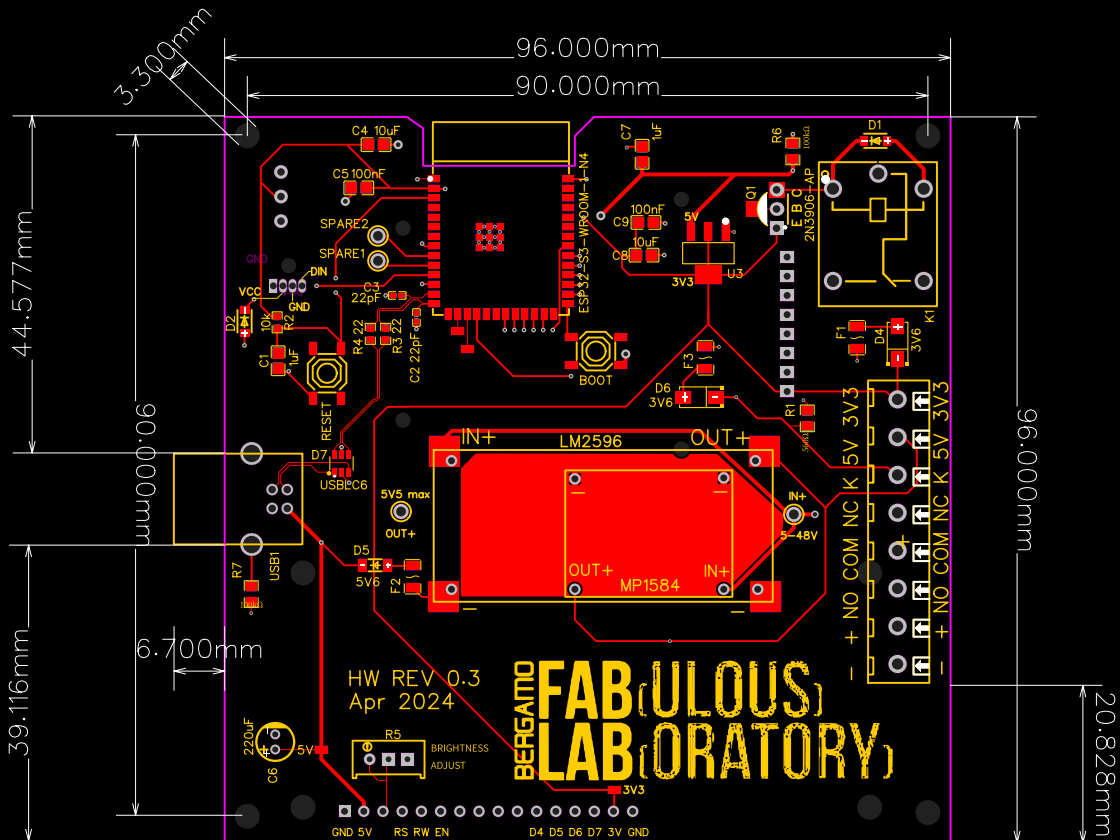 96.000mm
90.000mm
3.300mm
44.577mm
90.000mm
39.116mm
6.700mm
96.000mm
20.828mm
C4 10uF
C5 100nF
SPARE2
SPARE1
GND
DIN
VCC
GND
D2
10k
R2
C1
1uF
RESET
C3
22pF
R4 22
R3 22
C2 22pF
ESP32-S3-WROOM-1-N4
BOOT
C7
1uF
R6
100kΩ
D1
Q1
E B C
2N3906-AP
100nF
C9
10uF
C8
5V
3V3
U3
K1
F1
D4
3V6
F3
D6
3V6
R1
D7
USBLC6
USB1
R7
100kΩ
5V5 max
OUT+
D5
5V6
F2
IN+
LM2596
OUT+
IN+
5-48V
OUT+
IN+
MP1584
− + NO COM NC K 5V 3V3
− + NO COM NC K 5V 3V3
HW REV 0.3
Apr 2024
BERGAMO
FAB(ULOUS)
LAB(ORATORY)
220uF
C6
5V
R5
BRIGHTNESS
ADJUST
3V3
GND 5V RS RW EN D4 D5 D6 D7 3V GND